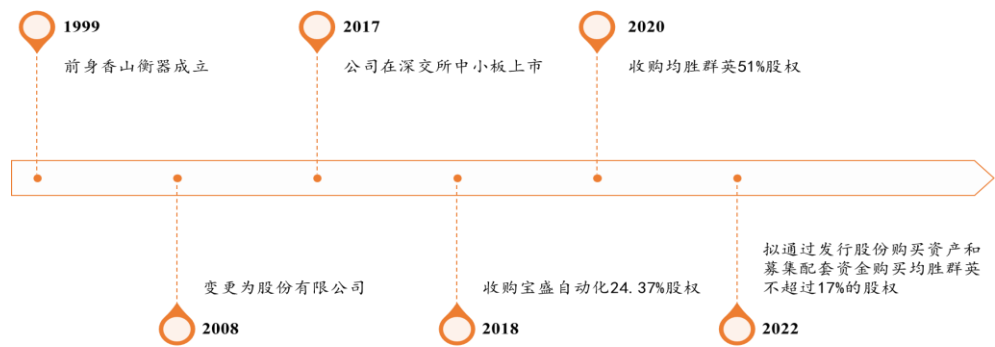 1999
前身香山衡器成立
2017
公司在深交所中小板上市
2020
收购均胜群英51%股权
变更为股份有限公司
2008
收购宝盛自动化24.37%股权
2018
拟通过发行股份购买资产和
募集配套资金购买均胜群英
不超过17%的股权
2022